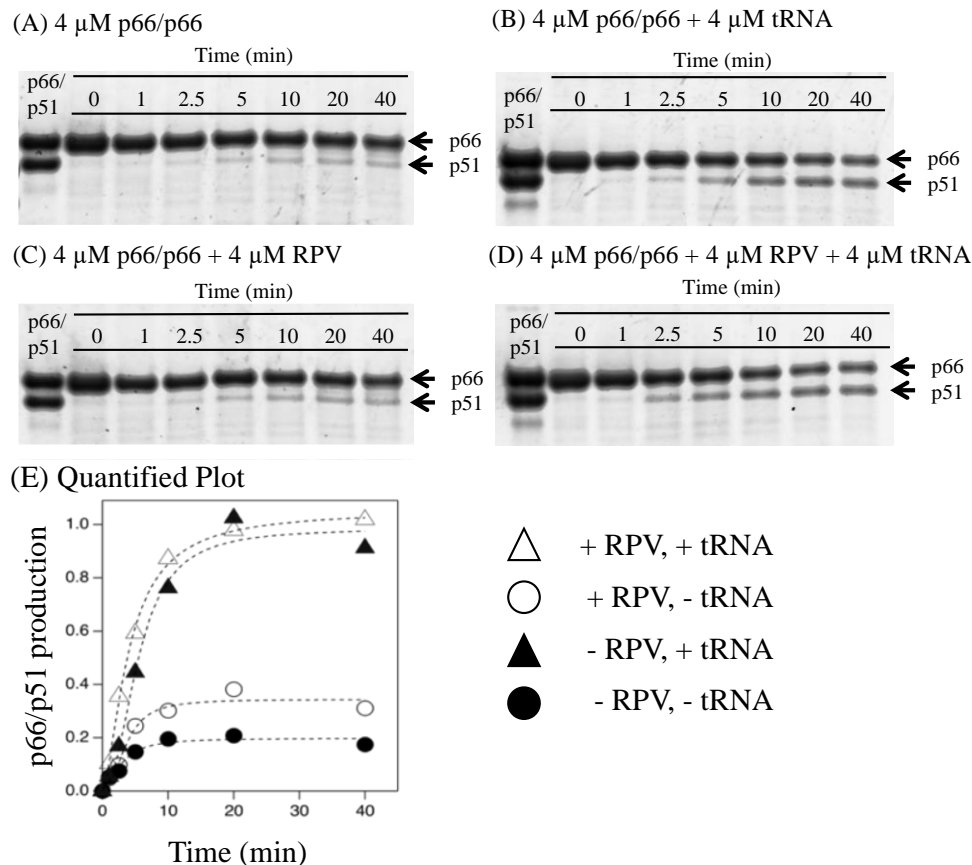 (A) 4 µM p66/p66
Time (min)
p66/
p51
0 1 2.5 5 10 20 40
p66
p51
(B) 4 µM p66/p66 + 4 µM tRNA
Time (min)
p66/
p51
0 1 2.5 5 10 20 40
p66
p51
(C) 4 µM p66/p66 + 4 µM RPV
Time (min)
p66/
p51
0 1 2.5 5 10 20 40
p66
p51
(D) 4 µM p66/p66 + 4 µM RPV + 4 µM tRNA
Time (min)
p66/
p51
0 1 2.5 5 10 20 40
p66
p51
(E) Quantified Plot
p66/p51 production
1.0
0.8
0.6
0.4
0.2
0.0
0 10 20 30 40
Time (min)
+ RPV, + tRNA
+ RPV, - tRNA
- RPV, + tRNA
- RPV, - tRNA